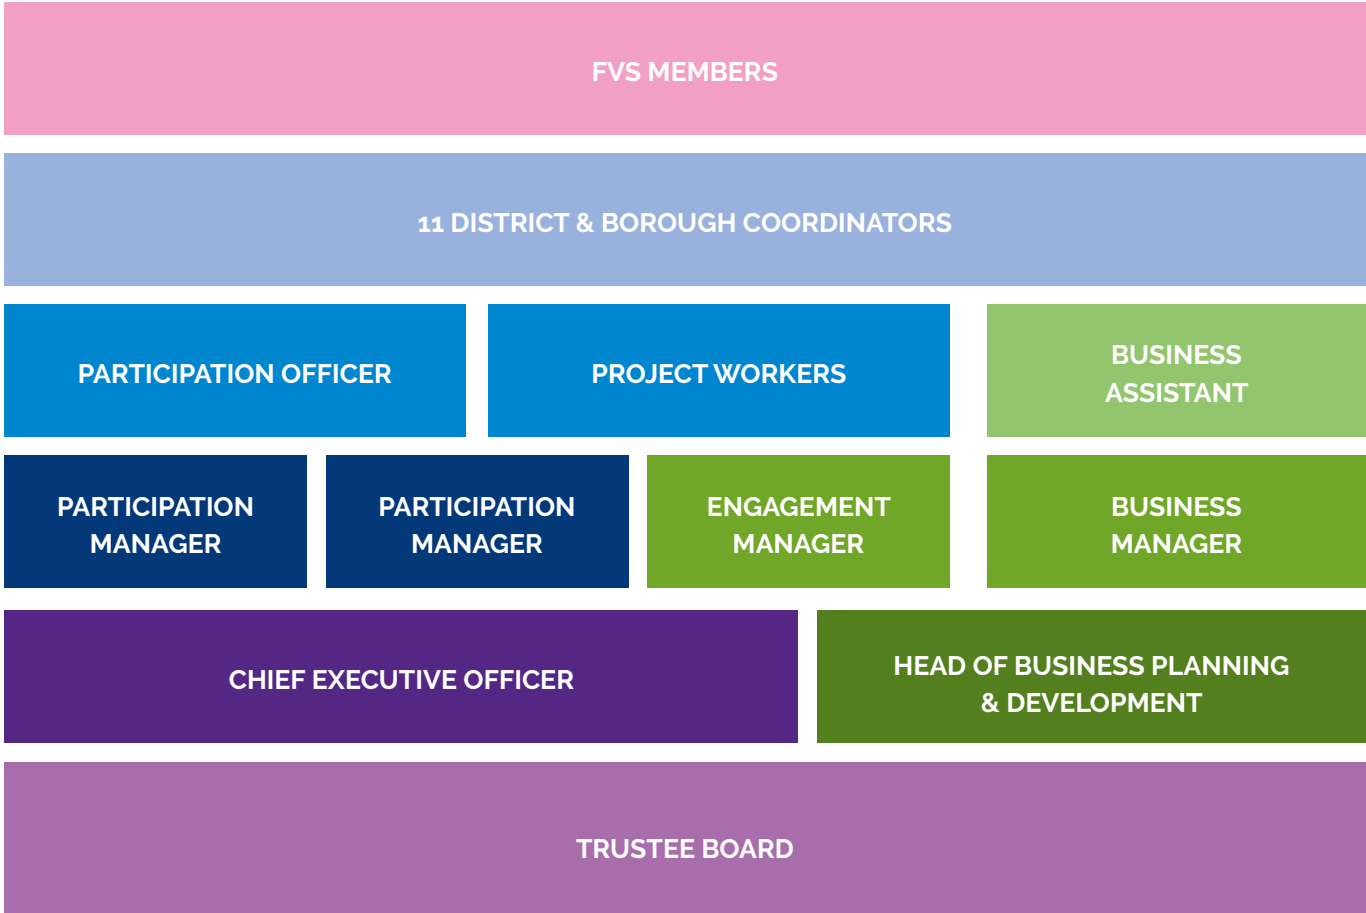 FVS MEMBERS
11 DISTRICT & BOROUGH COORDINATORS
PARTICIPATION OFFICER
PROJECT WORKERS
BUSINESS
ASSISTANT
PARTICIPATION
MANAGER
PARTICIPATION
MANAGER
ENGAGEMENT
MANAGER
BUSINESS
MANAGER
CHIEF EXECUTIVE OFFICER
HEAD OF BUSINESS PLANNING
& DEVELOPMENT
TRUSTEE BOARD